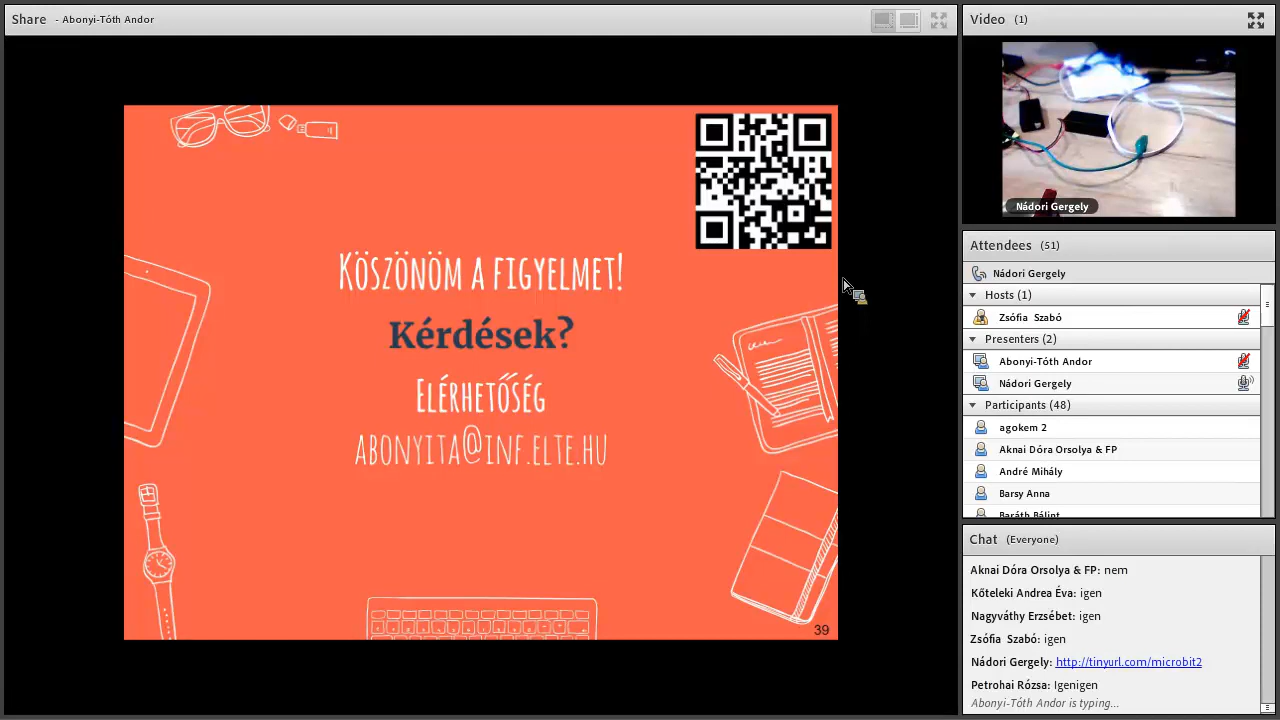 Share - Abonyi-Tóth Andor
KÖSZÖNÖM A FIGYELMET!
Kérdések?
ELÉRHETŐSÉG
ABONYITA@INF.ELTE.HU
39
Video (1)
Nádori Gergely
Attendees (51)
Nádori Gergely
Hosts (1)
Zsófia Szabó
Presenters (2)
Abonyi-Tóth Andor
Nádori Gergely
Participants (48)
agokem 2
Aknai Dóra Orsolya & FP
André Mihály
Barsy Anna
Baráth Bálint
Chat (Everyone)
Aknai Dóra Orsolya & FP: nem
Kőteleki Andrea Éva: igen
Nagyváthy Erzsébet: igen
Zsófia Szabó: igen
Nádori Gergely: http://tinyurl.com/microbit2
Petrohai Rózsa: Igenigen
Abonyi-Tóth Andor is typing...